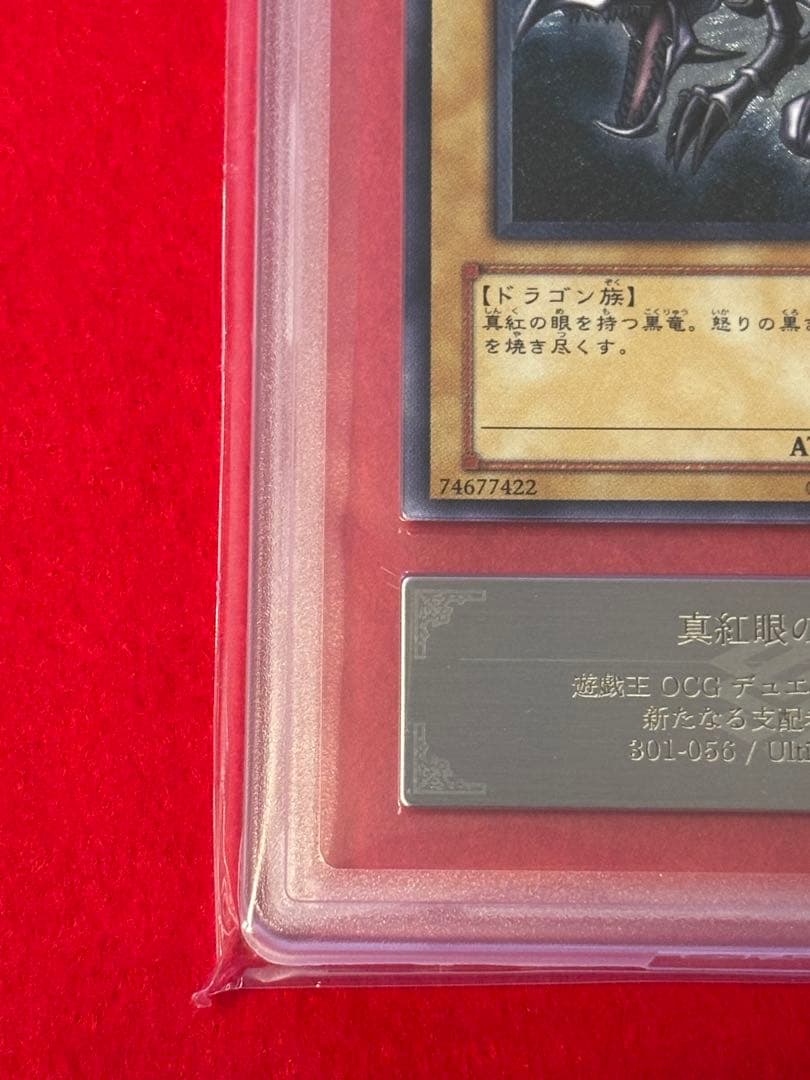 【ドラゴン族】
真紅の眼を持つ黒竜。怒りの黒
を焼き尽くす。
74677422
真紅眼の
遊戯王 OCG デュエ
新たなる支配
301-056 / Ulti